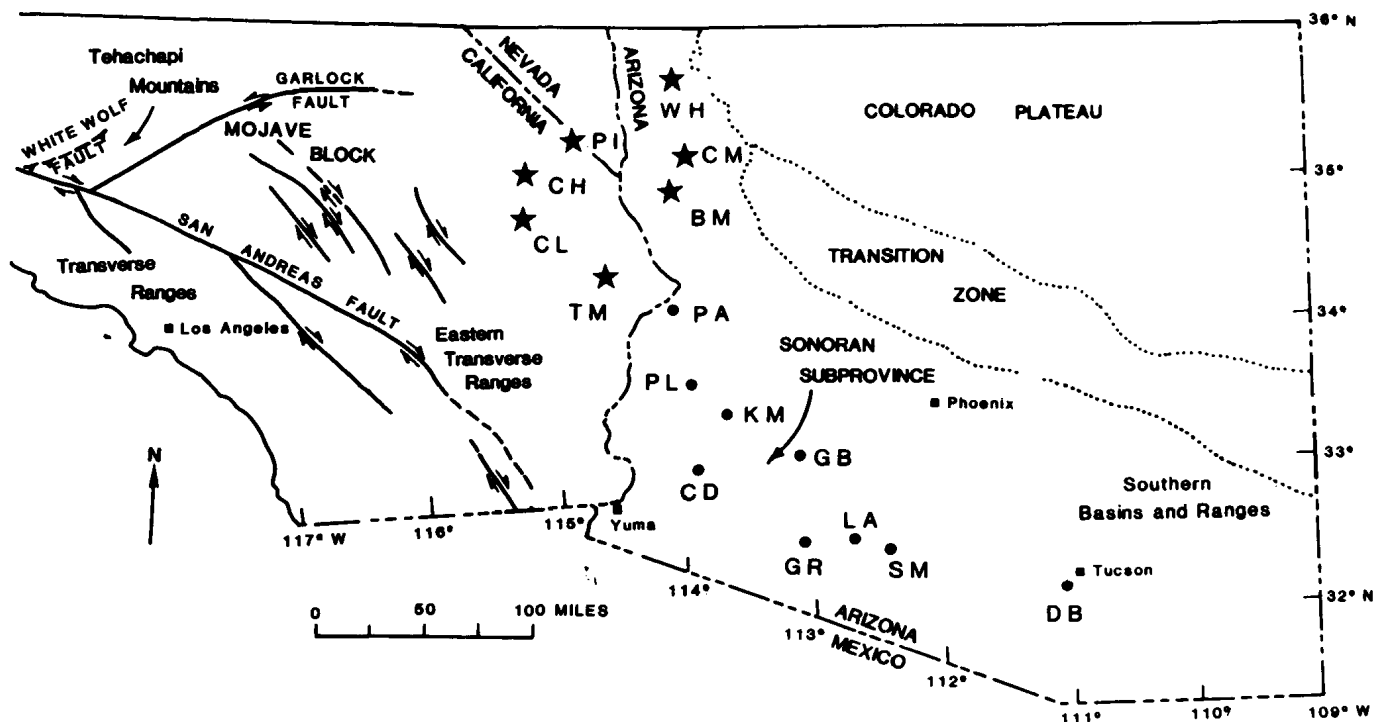 36° N
Tehachapi
Mountains
GARLOCK
FAULT
NEVADA
CALIFORNIA
ARIZONA
WH
COLORADO PLATEAU
WHITE WOLF
FAULT
MOJAVE
BLOCK
PI
CM
35°
CH
BM
CL
SAN ANDREAS FAULT
Transverse
Ranges
TRANSITION
ZONE
TM
PA
34°
Los Angeles
Eastern
Transverse
Ranges
SONORAN
SUBPROVINCE
PL
KM
Phoenix
N
GB
33°
CD
Southern
Basins and Ranges
117° W
116°
115°
Yuma
LA
GR
SM
Tucson
DB
32° N
114°
0 50 100 MILES
113°
ARIZONA
MEXICO
112°
111°
110°
109° W